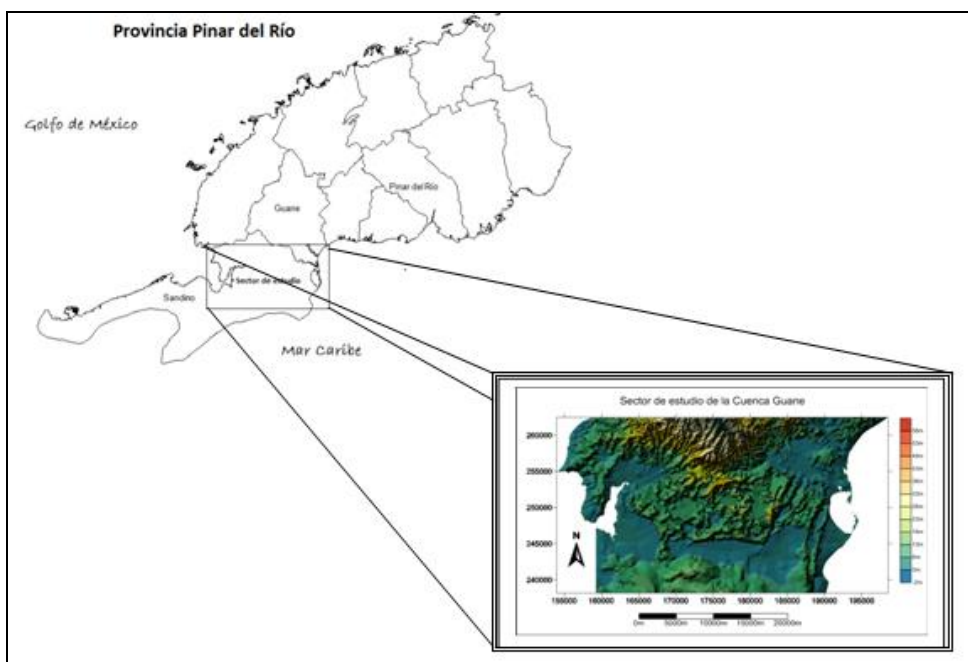 Provincia Pinar del Río
Golfo de México
Pinar del Río
Guane
Sector de estudio
Sandino
Mar Caribe
Sector de estudio de la Cuenca Guane
260000
255000
250000
245000
240000
N
155000 160000 165000 170000 175000 180000 185000 190000 195000
0m 5000m 10000m 15000m 20000m